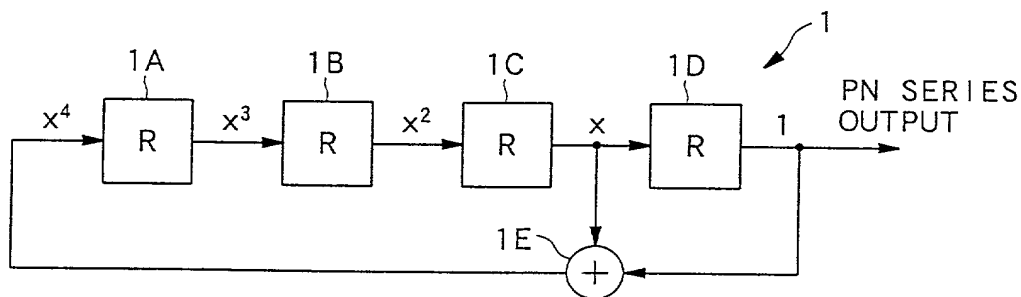 1
1A 1B 1C 1D
PN SERIES
OUTPUT
x⁴ R x³ R x² R x R 1
1E
+